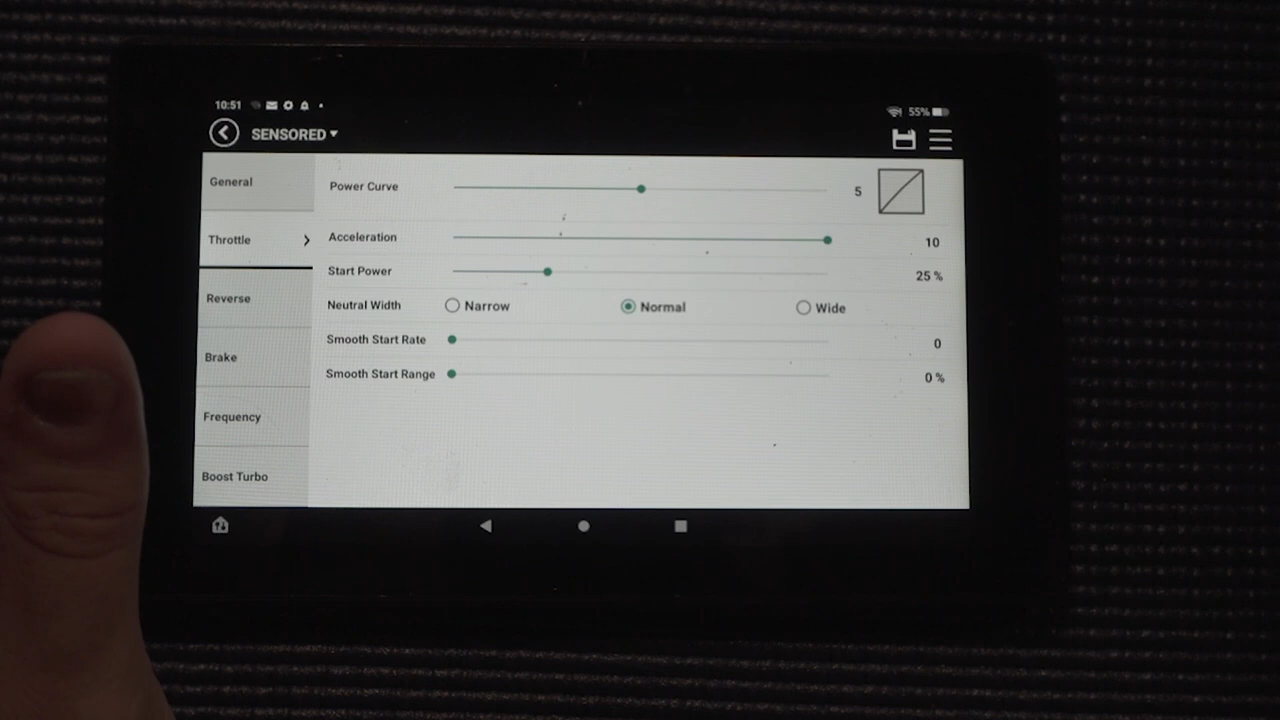 10:51
55%
SENSORED
General
Power Curve 5
Throttle
Acceleration 10
Start Power 25 %
Reverse
Neutral Width Narrow Normal Wide
Smooth Start Rate 0
Brake
Smooth Start Range 0 %
Frequency
Boost Turbo